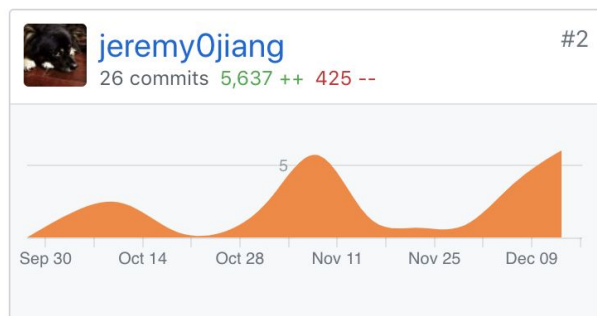 jeremy0jiang #2
26 commits 5,637 ++ 425 --
5
Sep 30 Oct 14 Oct 28 Nov 11 Nov 25 Dec 09